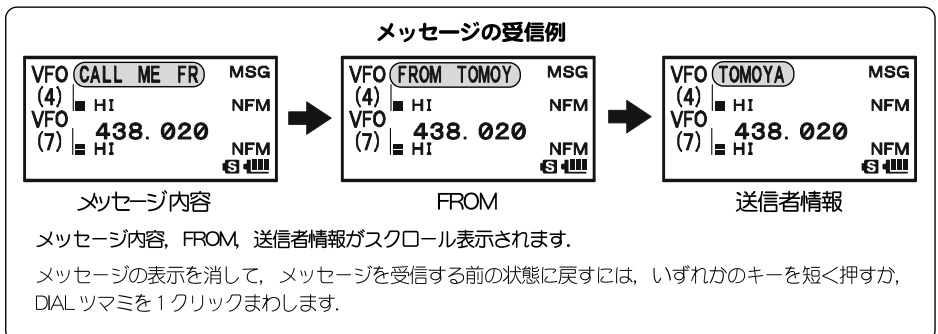 メッセージの受信例
VFO CALL ME FR MSG
(4) HI NFM
VFO 438.020
(7) HI NFM
S
メッセージ内容
VFO FROM TOMOY MSG
(4) HI NFM
VFO 438.020
(7) HI NFM
S
FROM
VFO TOMOYA MSG
(4) HI NFM
VFO 438.020
(7) HI NFM
S
送信者情報
メッセージ内容, FROM, 送信者情報がスクロール表示されます.
メッセージの表示を消して, メッセージを受信する前の状態に戻すには, いずれかのキーを短く押すか,
DIAL ツマミを1クリックまわします.